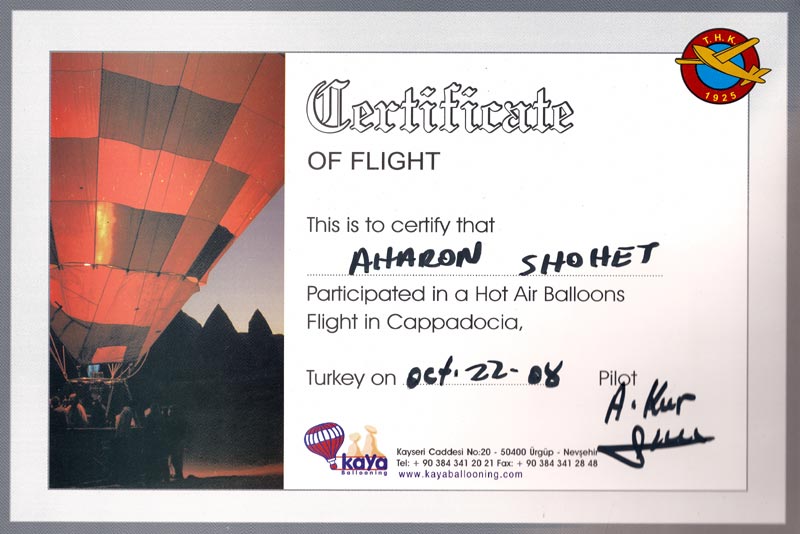 T.H.K.
1925
Certificate
OF FLIGHT
This is to certify that
AHARON SHOHET
Participated in a Hot Air Balloons
Flight in Cappadocia,
Turkey on oct. 22-08 Pilot
A. Kur
kaya
Ballooning
Kayseri Caddesi No:20 - 50400 Ürgüp - Nevşehir
Tel: + 90 384 341 20 21 Fax: + 90 384 341 28 48
www.kayaballooning.com